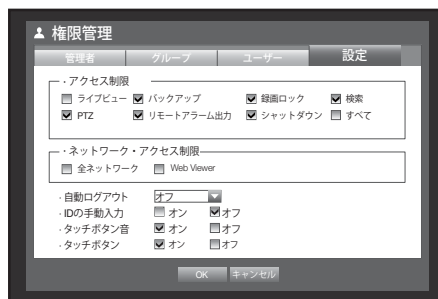 権限管理
管理者 グループ ユーザー 設定
・アクセス制限
ライブビュー バックアップ 録画ロック 検索
PTZ リモートアラーム出力 シャットダウン すべて
・ネットワーク・アクセス制限
全ネットワーク Web Viewer
・自動ログアウト オフ
・IDの手動入力 オン オフ
・タッチボタン音 オン オフ
・タッチボタン オン オフ
OK キャンセル